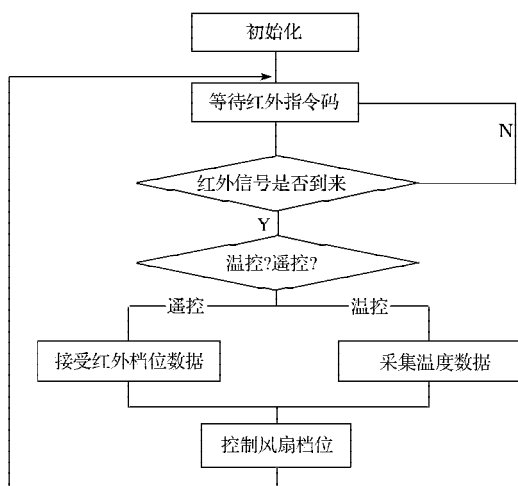 初始化
等待红外指令码
N
红外信号是否到来
Y
温控?遥控?
遥控
温控
接受红外档位数据
采集温度数据
控制风扇档位